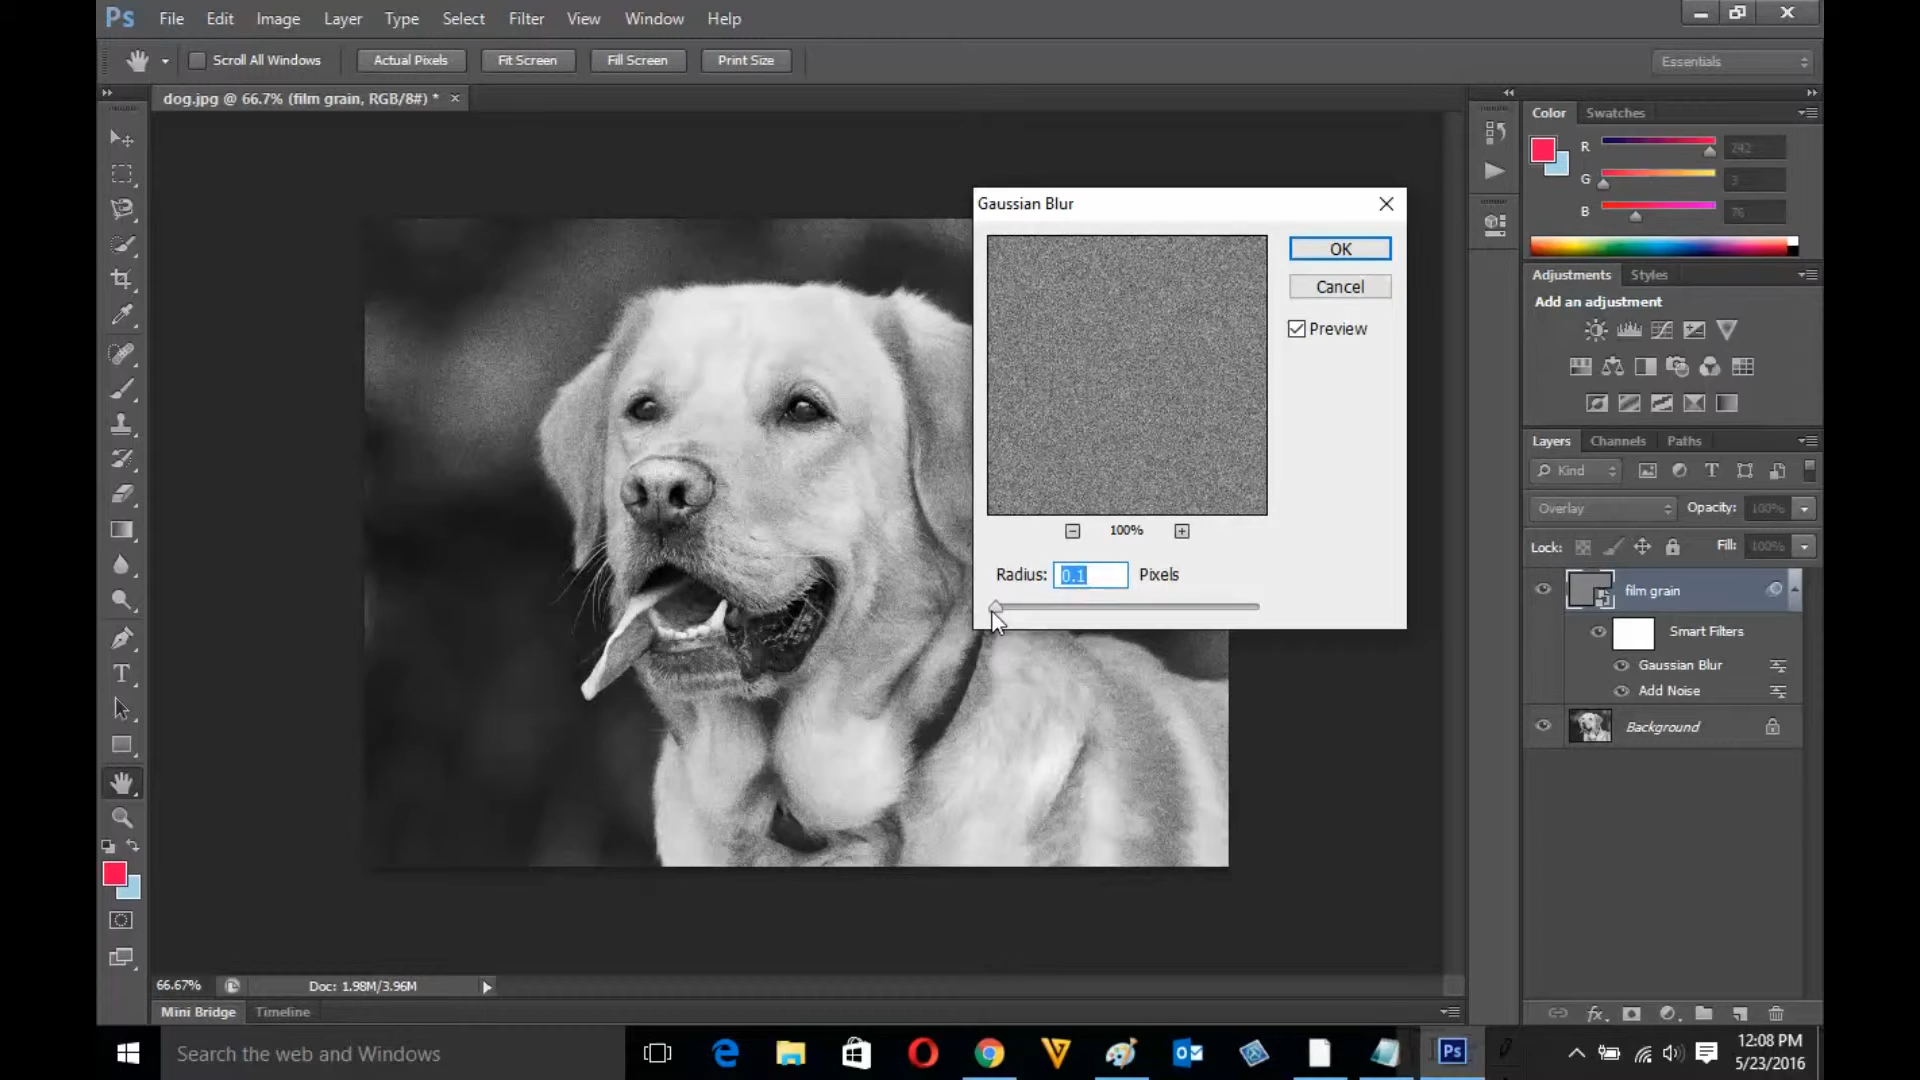 Ps File Edit Image Layer Type Select Filter View Window Help
Scroll All Windows Actual Pixels Fit Screen Fill Screen Print Size Essentials
dog.jpg @ 66.7% (film grain, RGB/8#) *
Color Swatches
R 242
G 3
B 76
Adjustments Styles
Add an adjustment
Gaussian Blur
OK
Cancel
Preview
100%
Radius: 0.1 Pixels
Layers Channels Paths
Kind
Overlay Opacity: 100%
Lock: Fill: 100%
film grain
Smart Filters
Gaussian Blur
Add Noise
Background
66.67% Doc: 1.98M/3.96M
Mini Bridge Timeline
Search the web and Windows
Ps
12:08 PM
5/23/2016